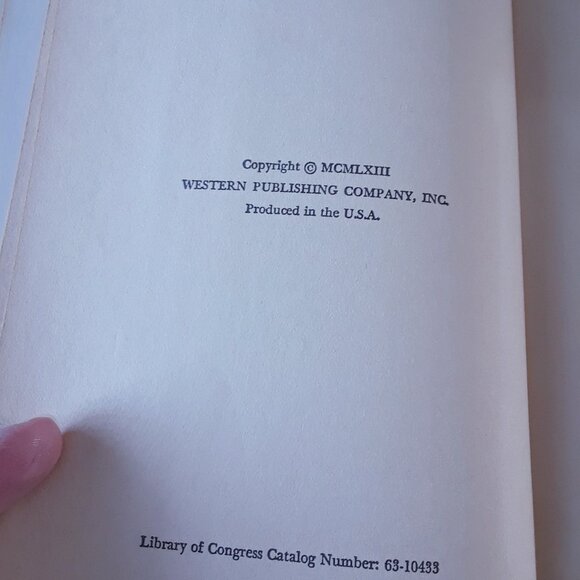 Copyright © MCMLXIII
WESTERN PUBLISHING COMPANY, INC.
Produced in the U.S.A.
Library of Congress Catalog Number: 63-10433